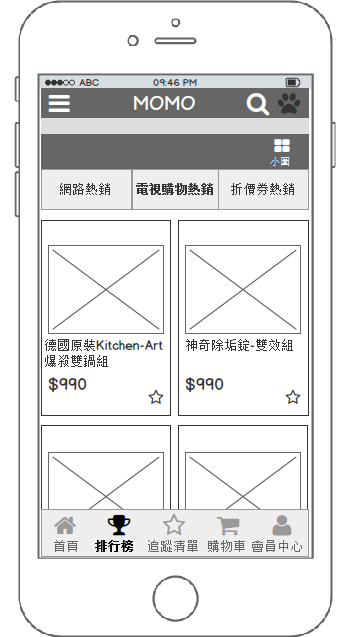 ABC 09:46 PM
MOMO
小圖
網路熱銷 電視購物熱銷 折價券熱銷
德國原裝Kitchen-Art
爆殺雙鍋組
$990
神奇除垢錠-雙效組
$990
首頁 排行榜 追蹤清單 購物車 會員中心